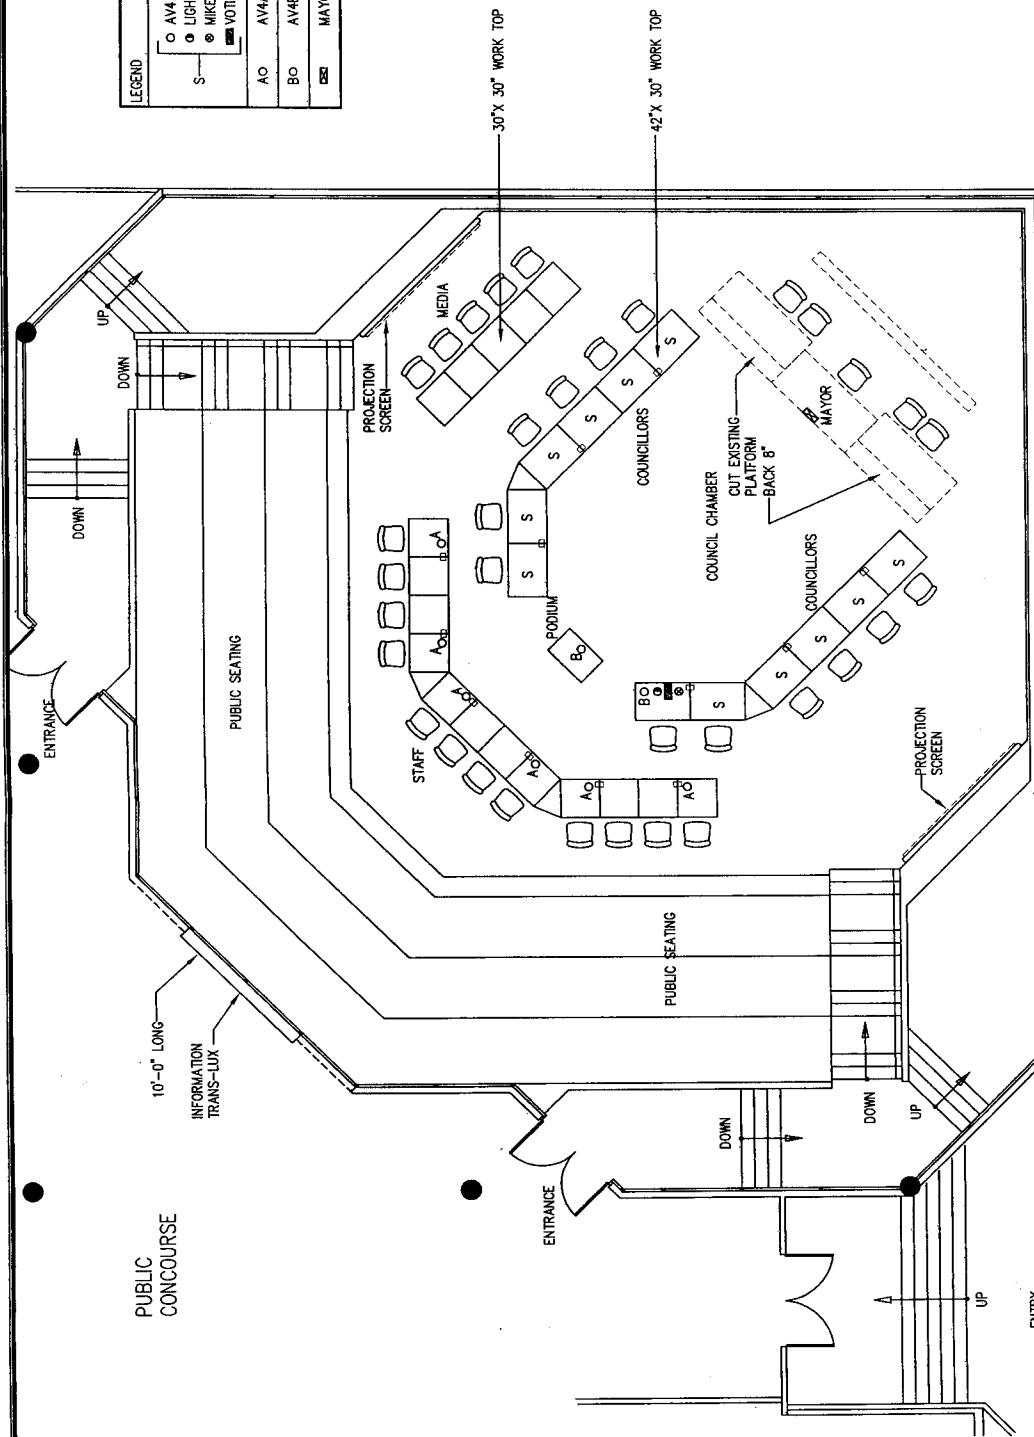 LEGEND
S
AV4
LIGH
MIKE
VOTI
A
AV4
B
AV4
MAY
30"X 30" WORK TOP
42"X 30" WORK TOP
UP
DOWN
DOWN
PROJECTION
SCREEN
MEDIA
COUNCILLORS
S
S
S
S
S
S
COUNCIL CHAMBER
CUT EXISTING
PLATFORM
BACK 8"
MAYOR
COUNCILLORS
S
S
S
S
S
B
PODIUM
B
STAFF
A
A
A
A
A
A
PUBLIC SEATING
PUBLIC SEATING
ENTRANCE
PROJECTION
SCREEN
10'-0" LONG
INFORMATION
TRANS-LUX
PUBLIC
CONCOURSE
ENTRANCE
DOWN
DOWN
UP
UP
ENTRY